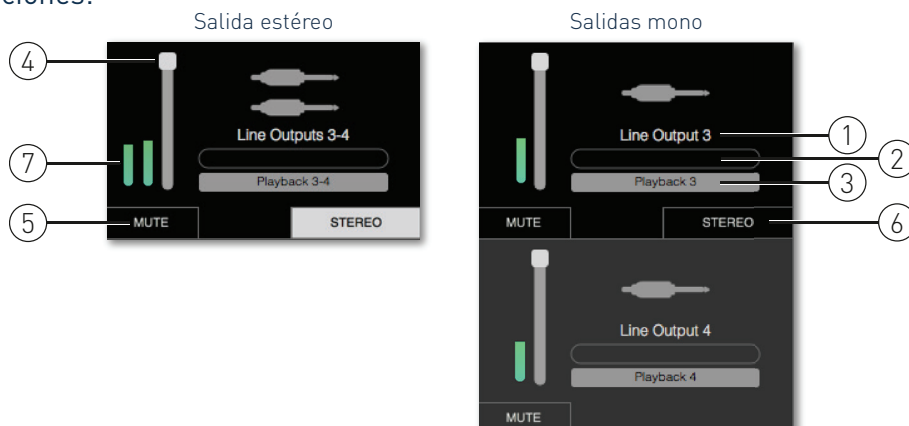 ciones:
Salida estéreo
Salidas mono
4
7
5
Line Outputs 3-4
Playback 3-4
MUTE
STEREO
Line Output 3
Playback 3
MUTE
STEREO
1
2
3
6
Line Output 4
Playback 4
MUTE